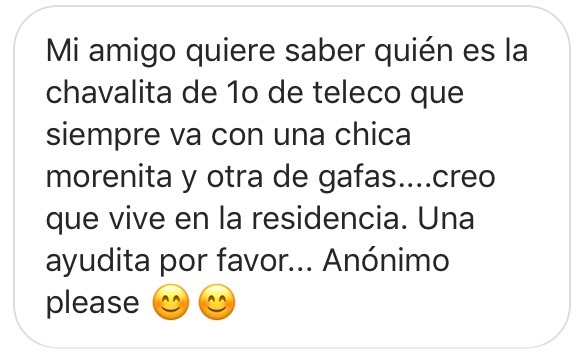 Mi amigo quiere saber quién es la
chavalita de 1o de teleco que
siempre va con una chica
morenita y otra de gafas....creo
que vive en la residencia. Una
ayudita por favor... Anónimo
please 😊 😊